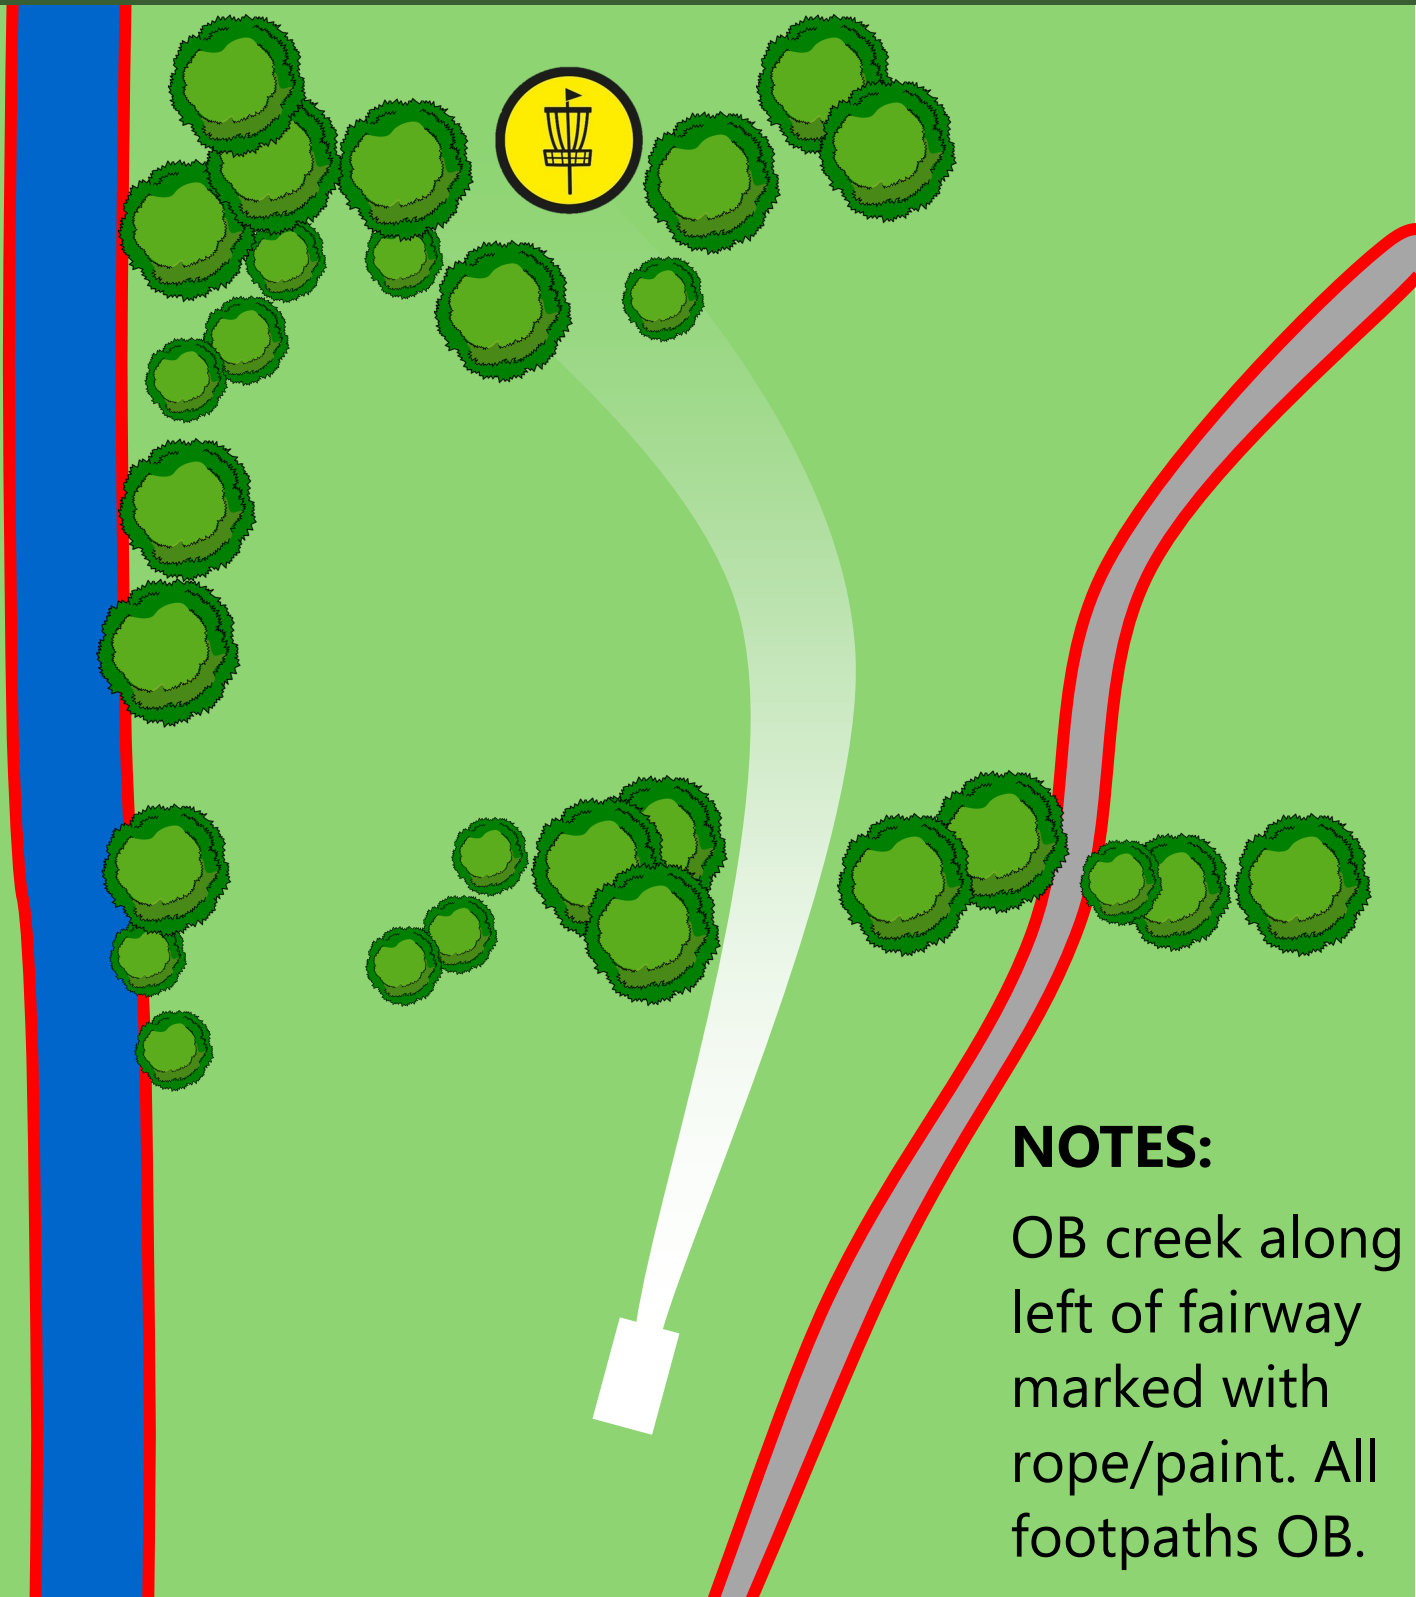 NOTES:
OB creek along
left of fairway
marked with
rope/paint. All
footpaths OB.